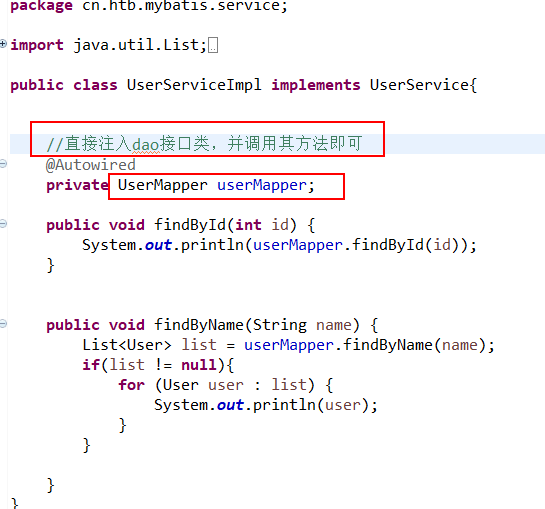 package cn.htb.mybatis.service;
import java.util.List;
public class UserServiceImpl implements UserService{
//直接注入dao接口类，并调用其方法即可
@Autowired
private UserMapper userMapper;
public void findById(int id) {
System.out.println(userMapper.findById(id));
}
public void findByName(String name) {
List<User> list = userMapper.findByName(name);
if(list != null){
for (User user : list) {
System.out.println(user);
}
}
}
}